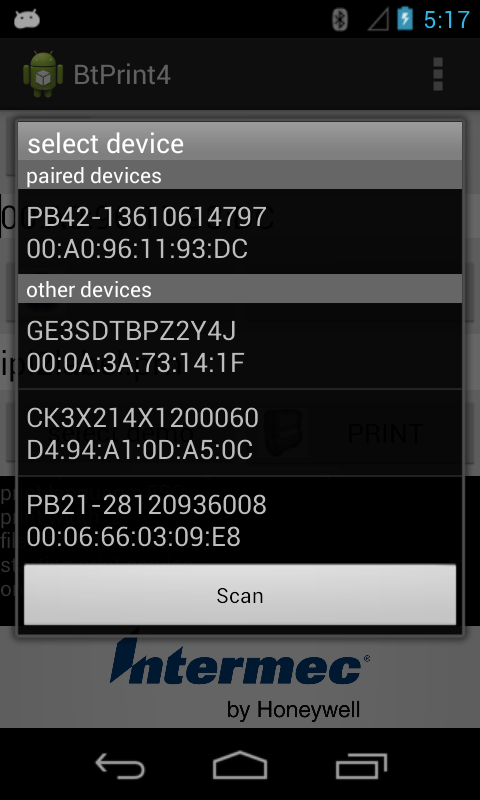 5:17
BtPrint4
select device
paired devices
PB42-13610614797
00:A0:96:11:93:DC
other devices
GE3SDTBPZ2Y4J
00:0A:3A:73:14:1F
CK3X214X1200060
D4:94:A1:0D:A5:0C
PRINT
PB21-28120936008
00:06:66:03:09:E8
Scan
Intermec®
by Honeywell